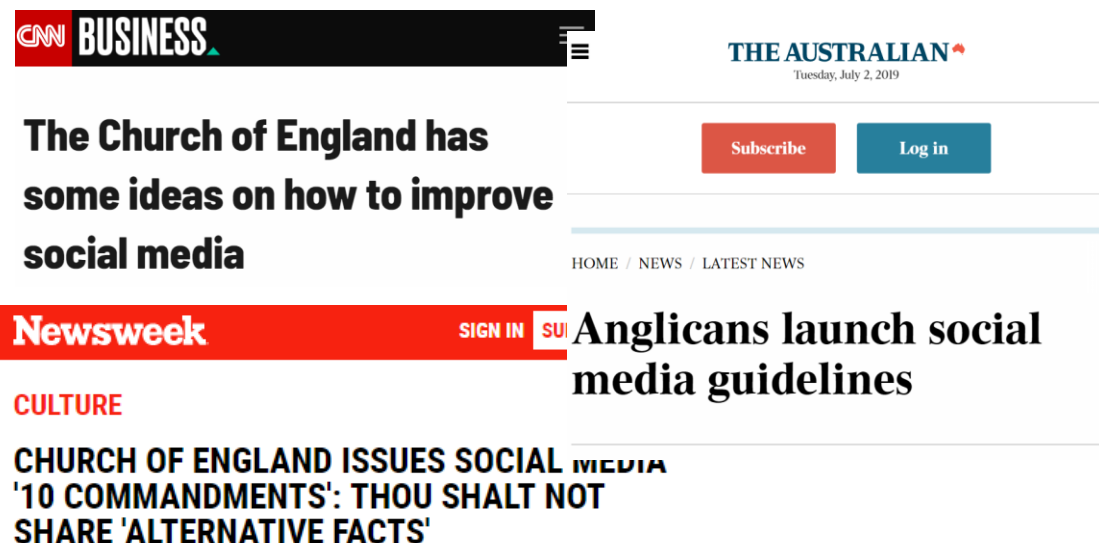 CNN BUSINESS
The Church of England has
some ideas on how to improve
social media
Newsweek
SIGN IN
CULTURE
CHURCH OF ENGLAND ISSUES SOCIAL MEDIA
'10 COMMANDMENTS': THOU SHALT NOT
SHARE 'ALTERNATIVE FACTS'
THE AUSTRALIAN
Tuesday, July 2, 2019
Subscribe
Log in
HOME / NEWS / LATEST NEWS
Anglicans launch social
media guidelines